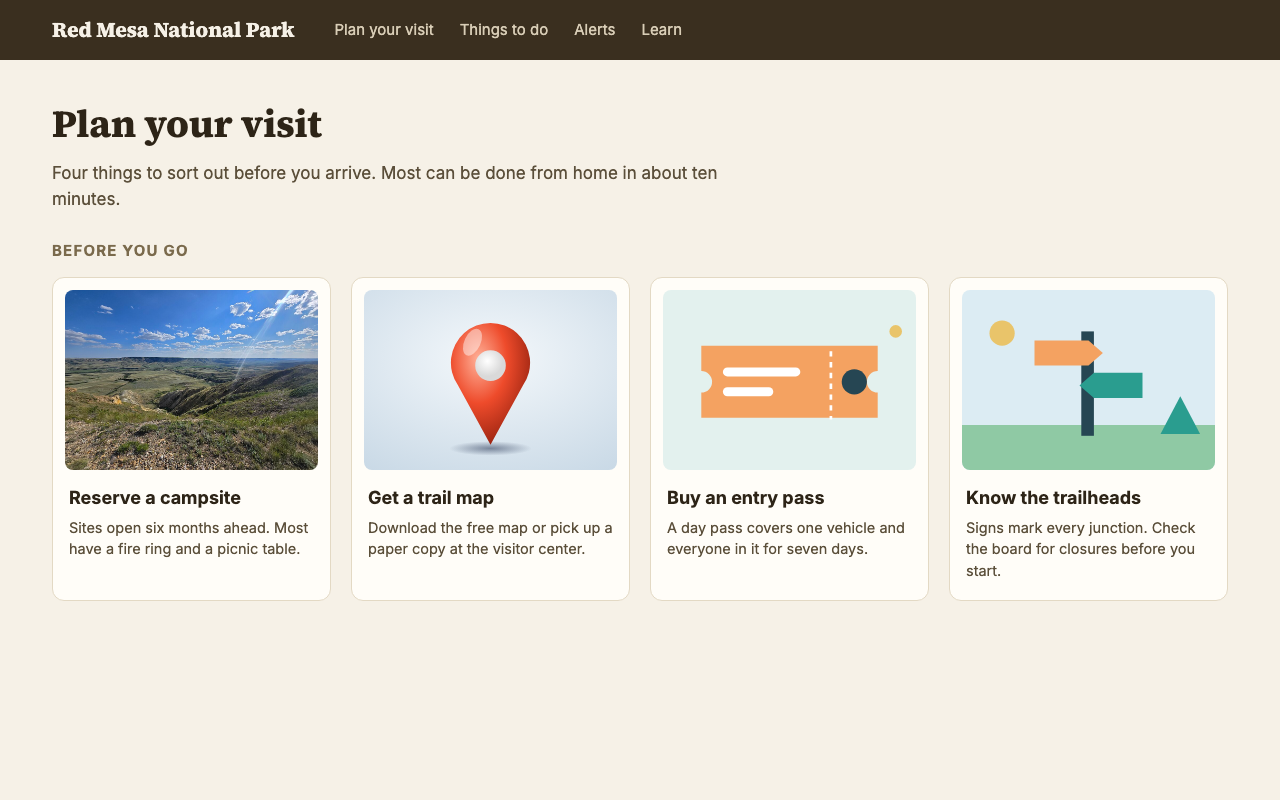 Red Mesa National Park
Plan your visit
Things to do
Alerts
Learn
Plan your visit
Four things to sort out before you arrive. Most can be done from home in about ten
minutes.
BEFORE YOU GO
Reserve a campsite
Sites open six months ahead. Most
have a fire ring and a picnic table.
Get a trail map
Download the free map or pick up a
paper copy at the visitor center.
Buy an entry pass
A day pass covers one vehicle and
everyone in it for seven days.
Know the trailheads
Signs mark every junction. Check
the board for closures before you
start.